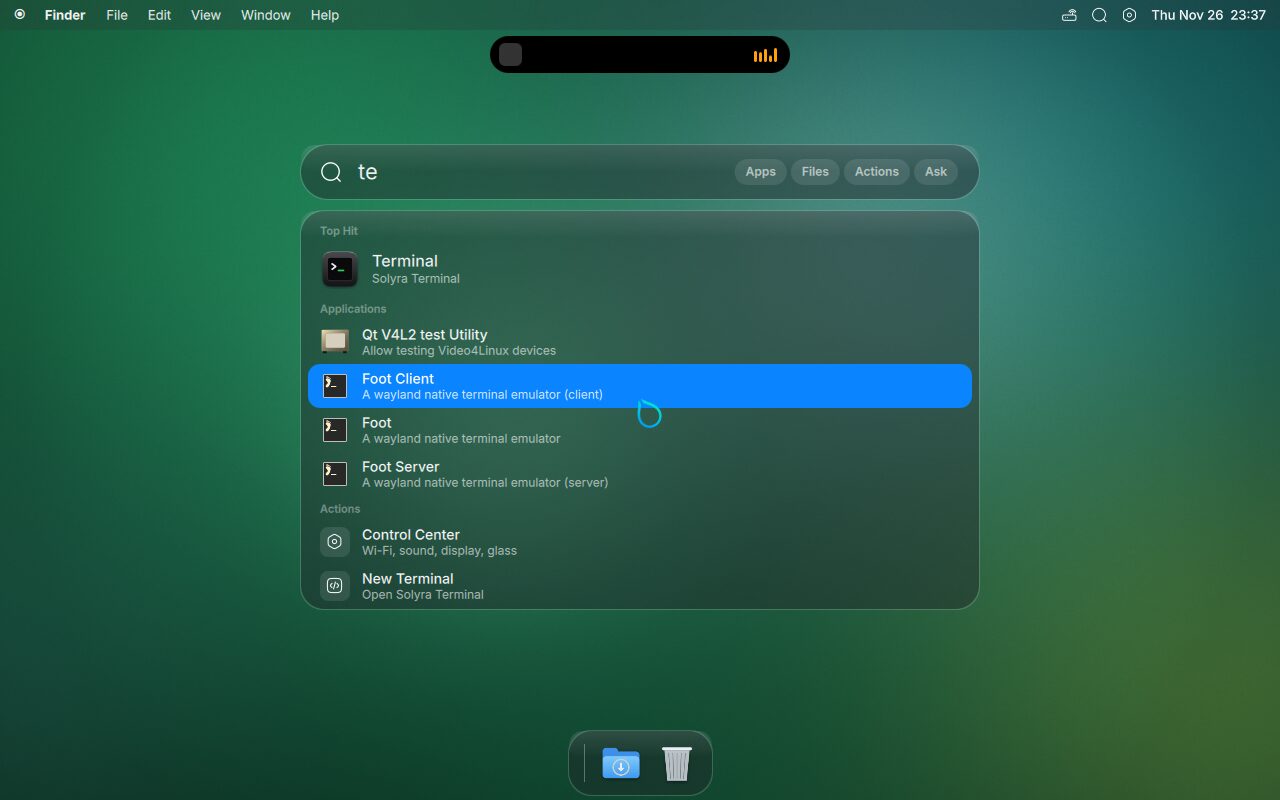 Finder File Edit View Window Help Thu Nov 26 23:37
te Apps Files Actions Ask
Top Hit
Terminal
Solyra Terminal
Applications
Qt V4L2 test Utility
Allow testing Video4Linux devices
Foot Client
A wayland native terminal emulator (client)
Foot
A wayland native terminal emulator
Foot Server
A wayland native terminal emulator (server)
Actions
Control Center
Wi-Fi, sound, display, glass
New Terminal
Open Solyra Terminal